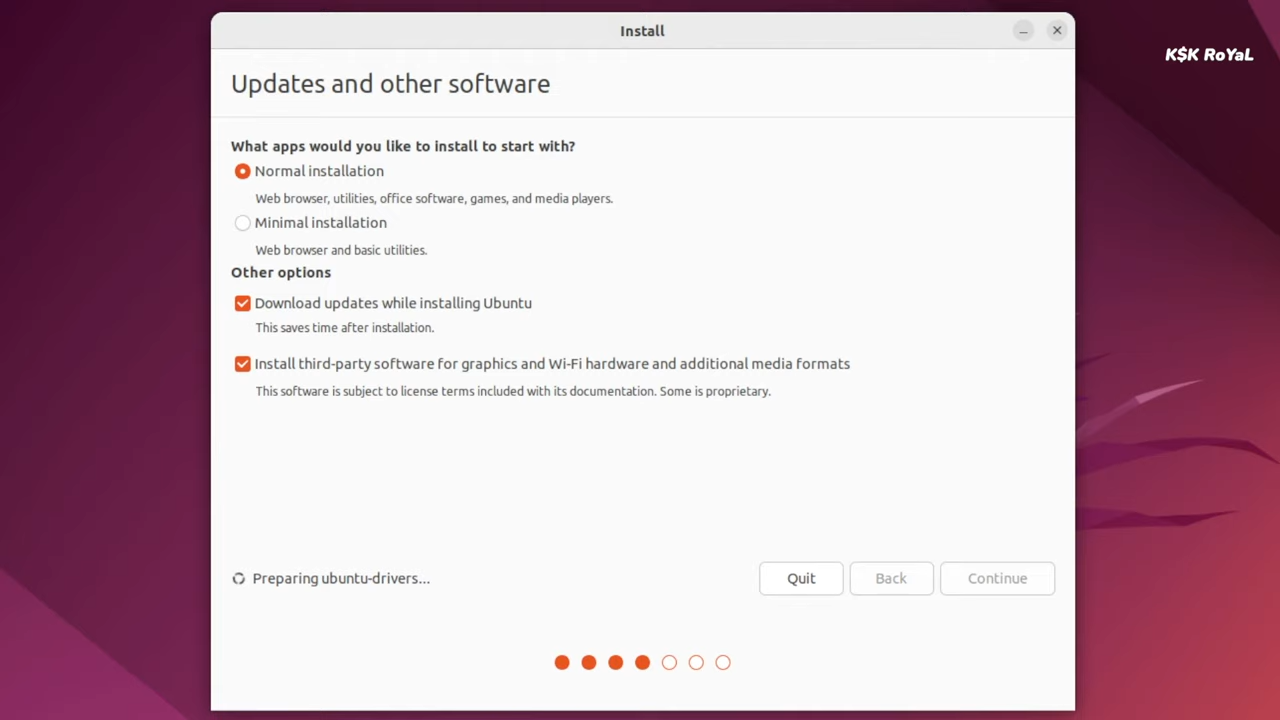 Install
K$K RoYaL
Updates and other software
What apps would you like to install to start with?
Normal installation
Web browser, utilities, office software, games, and media players.
Minimal installation
Web browser and basic utilities.
Other options
Download updates while installing Ubuntu
This saves time after installation.
Install third-party software for graphics and Wi-Fi hardware and additional media formats
This software is subject to license terms included with its documentation. Some is proprietary.
Preparing ubuntu-drivers...
Quit
Back
Continue